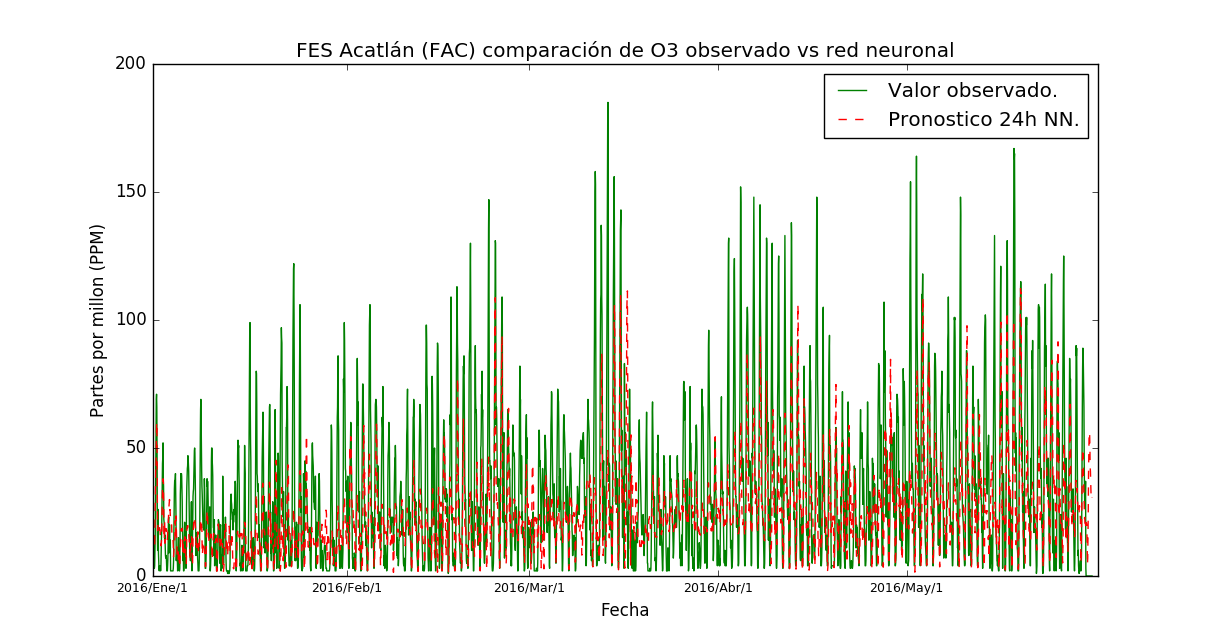 FES Acatlán (FAC) comparación de O3 observado vs red neuronal
Valor observado.
Pronostico 24h NN.
Partes por millon (PPM)
200
150
100
50
0
2016/Ene/1
2016/Feb/1
2016/Mar/1
2016/Abr/1
2016/May/1
Fecha